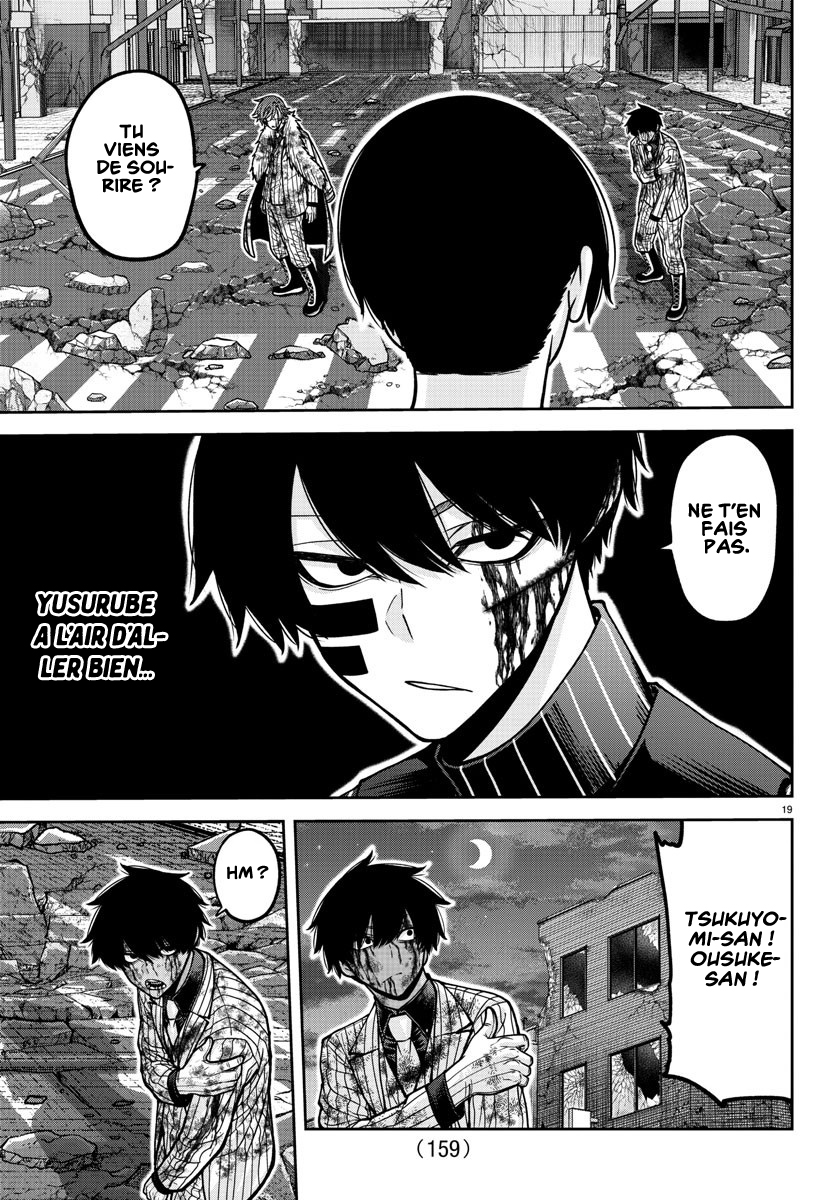 TU
VIENS
DE SOU-
RIRE ?
NE T'EN
FAIS
PAS.
YUSURUBE
A L'AIR D'AL-
LER BIEN...
19
TSUKUYO-
MI-SAN !
OUSUKE-
SAN !
HM ?
(159)